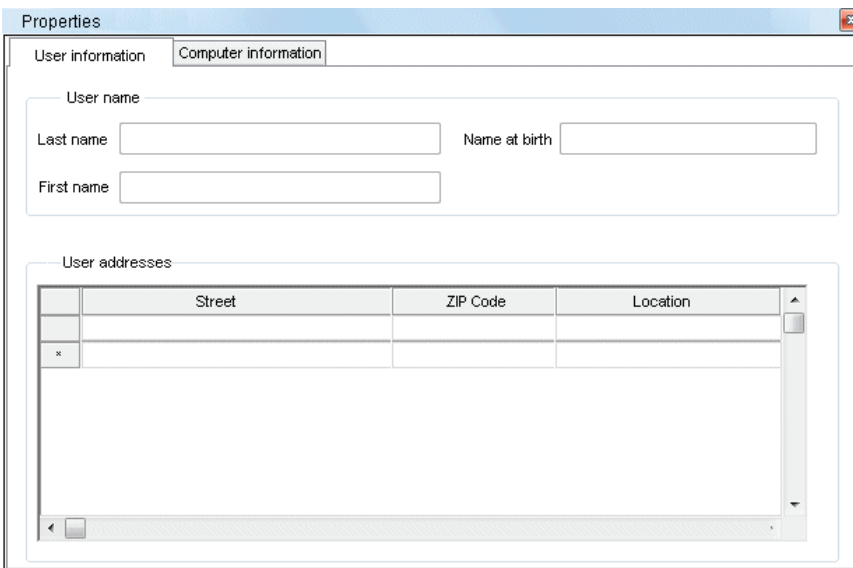 Properties
User information Computer information
User name
Last name Name at birth
First name
User addresses
Street ZIP Code Location
*